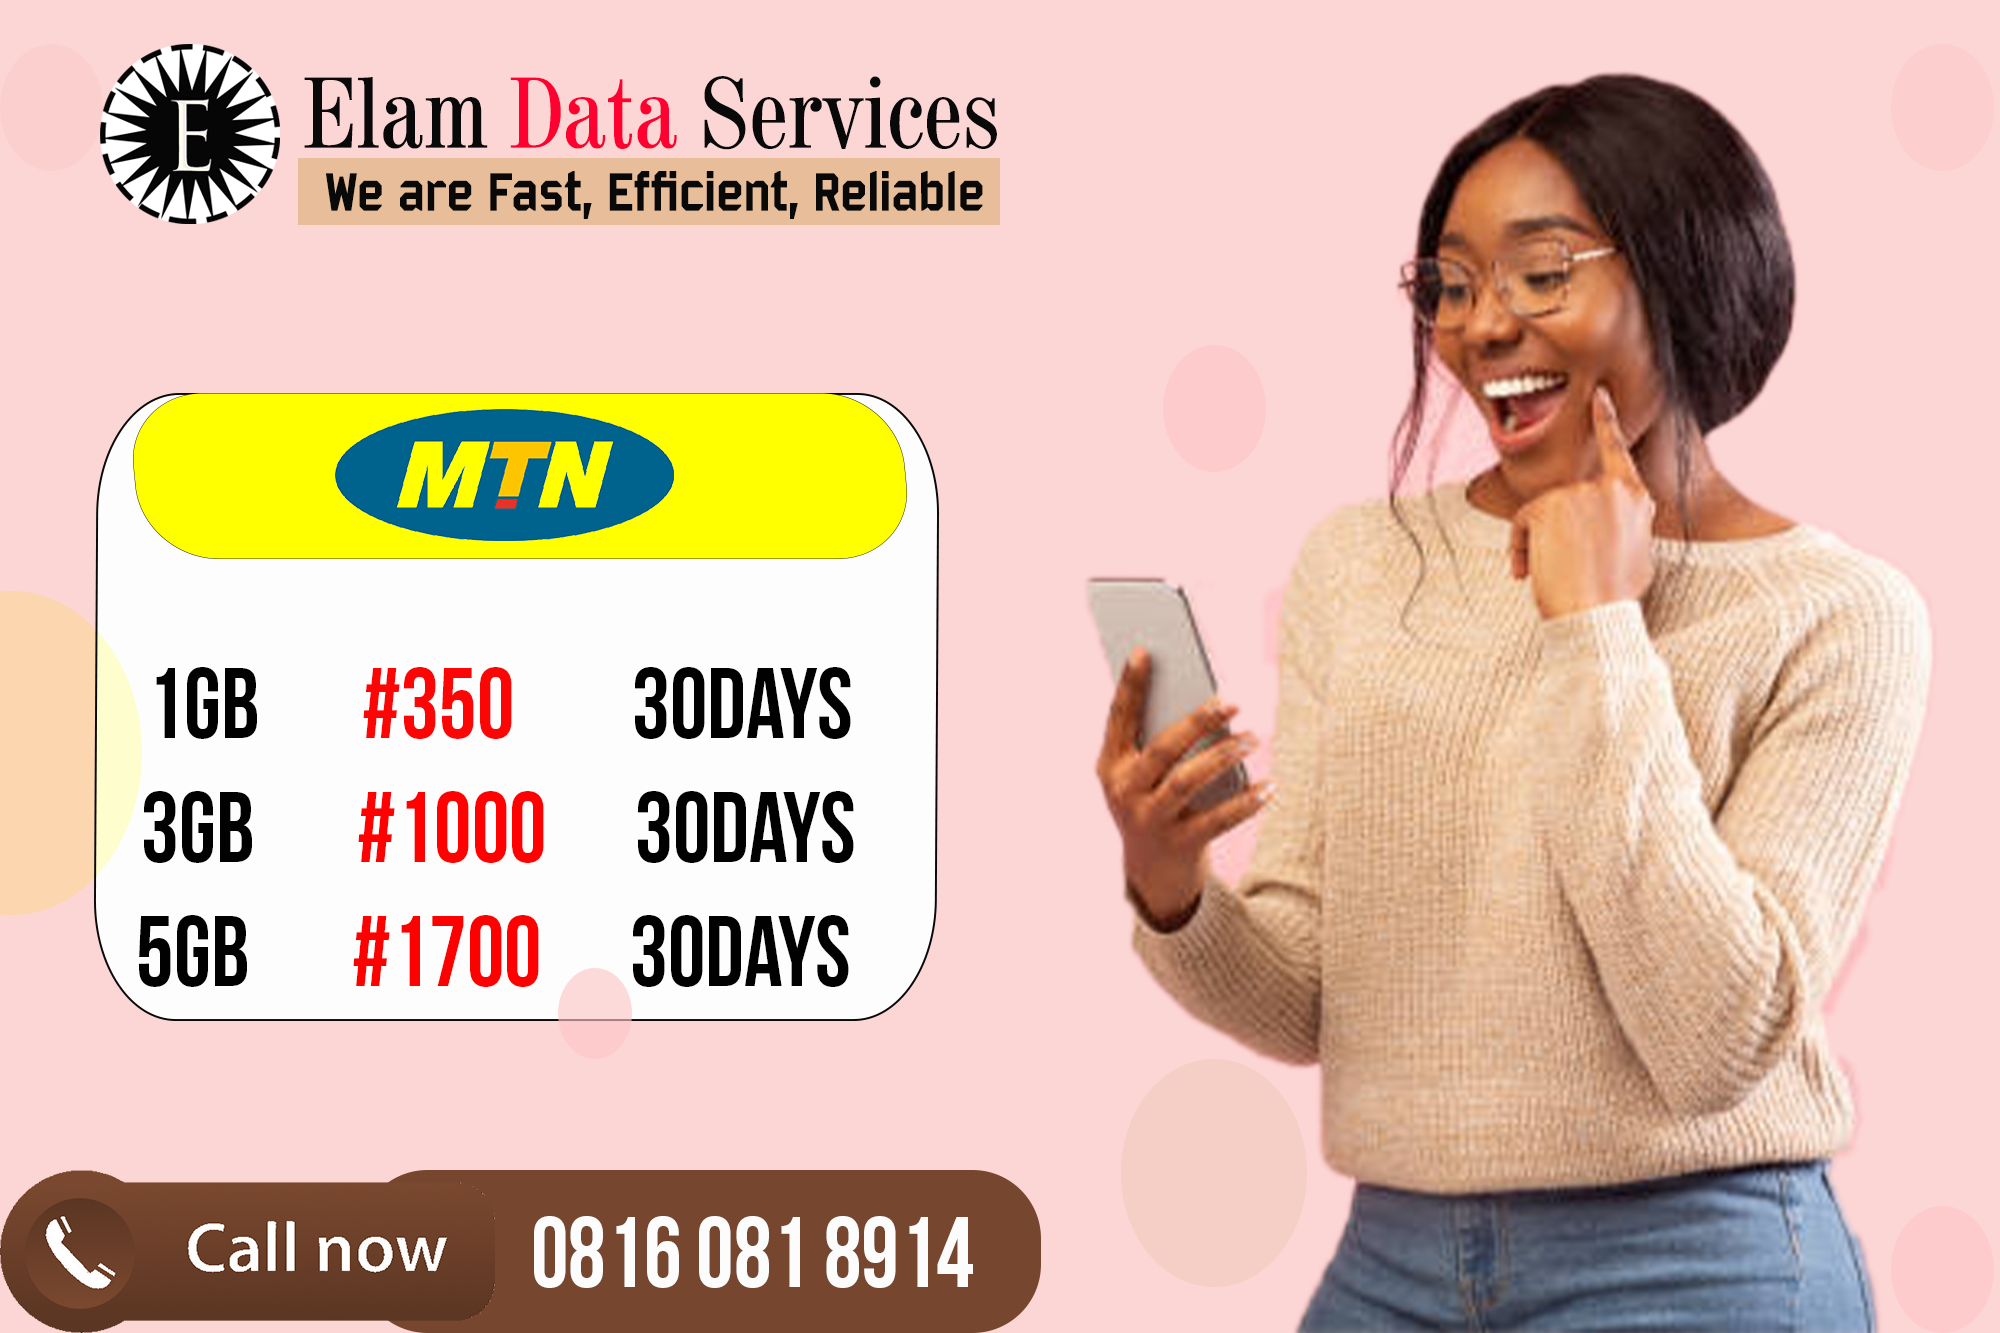 E
Elam Data Services
We are Fast, Efficient, Reliable
MTN
1GB #350 30DAYS
3GB #1000 30DAYS
5GB #1700 30DAYS
Call now 0816 081 8914